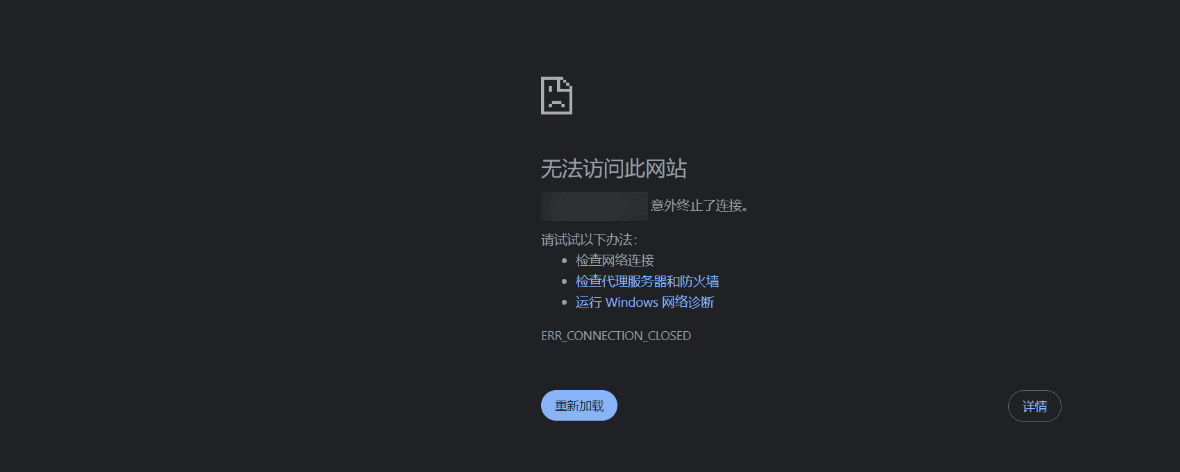 无法访问此网站
意外终止了连接。
请试试以下办法：
检查网络连接
检查代理服务器和防火墙
运行 Windows 网络诊断
ERR_CONNECTION_CLOSED
重新加载
详情